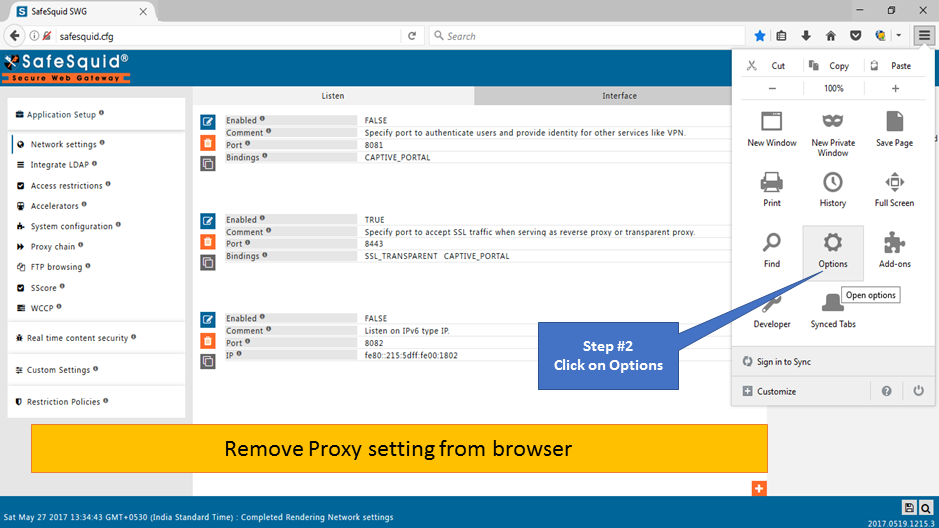 SafeSquid SWG
safesquid.cfg
Search
SafeSquid®
Secure Web Gateway
Cut Copy Paste
100%
New Window New Private Window Save Page
Print History Full Screen
Find Options Add-ons
Open options
Developer Synced Tabs
Sign in to Sync
Customize
Application Setup
Network settings
Integrate LDAP
Access restrictions
Accelerators
System configuration
Proxy chain
FTP browsing
SScore
WCCP
Real time content security
Custom Settings
Restriction Policies
Listen Interface
Enabled FALSE
Comment Specify port to authenticate users and provide identity for other services like VPN.
Port 8081
Bindings CAPTIVE_PORTAL
Enabled TRUE
Comment Specify port to accept SSL traffic when serving as reverse proxy or transparent proxy.
Port 8443
Bindings SSL_TRANSPARENT CAPTIVE_PORTAL
Enabled FALSE
Comment Listen on IPv6 type IP.
Port 8082
IP fe80::215:5dff:fe00:1802
Step #2
Click on Options
Remove Proxy setting from browser
Sat May 27 2017 13:34:43 GMT+0530 (India Standard Time) : Completed Rendering Network settings
2017.0519.1215.3